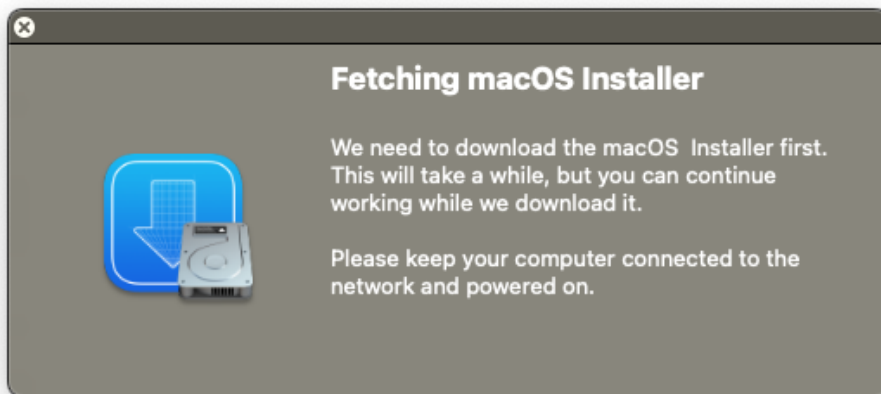 Fetching macOS Installer
We need to download the macOS  Installer first.
This will take a while, but you can continue
working while we download it.
Please keep your computer connected to the
network and powered on.